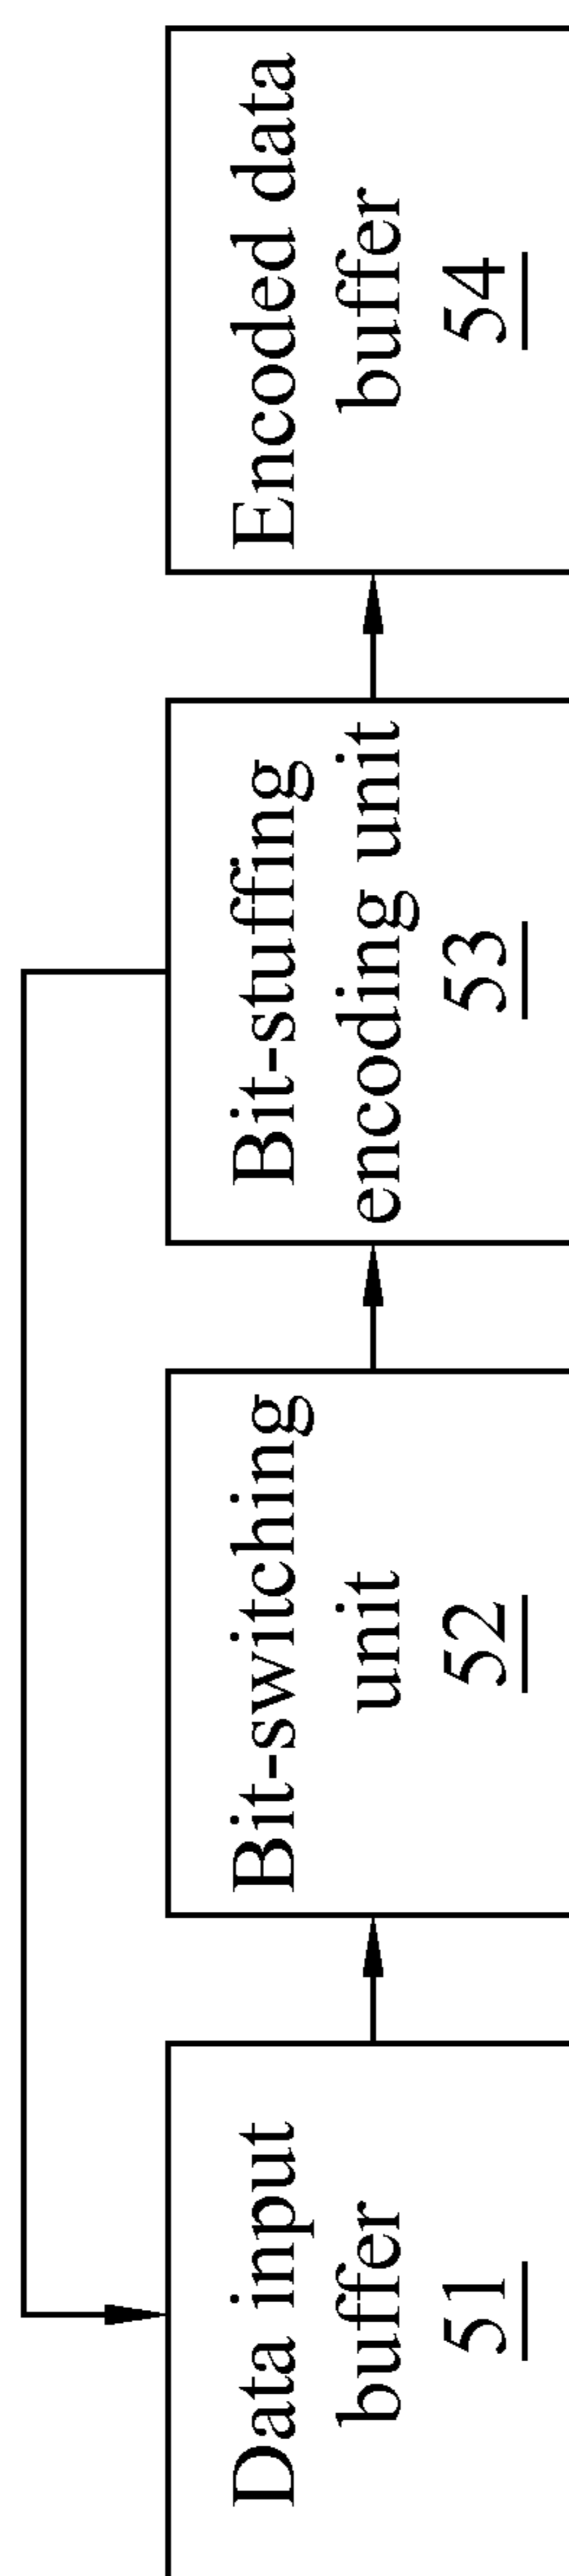 Data input
buffer
51
Bit-switching
unit
52
Bit-stuffing
encoding unit
53
Encoded data
buffer
54